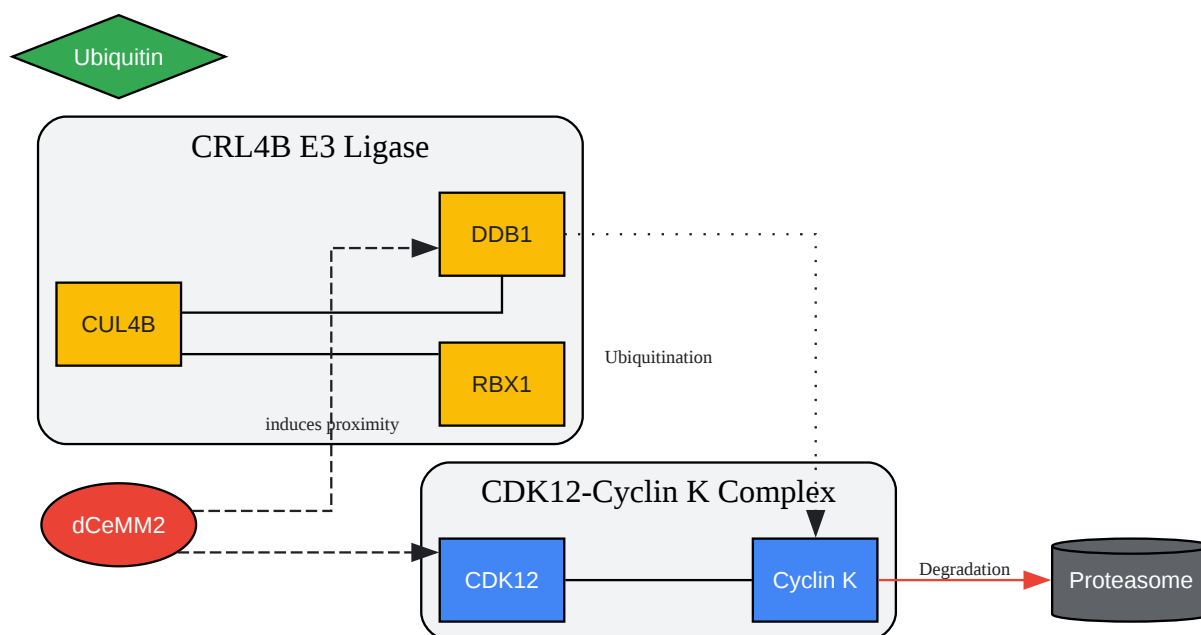 Ubiquitin
CRL4B E3 Ligase
DDB1
CUL4B
RBX1
Ubiquitination
induces proximity
CDK12-Cyclin K Complex
dCeMM2
CDK12
Cyclin K
Degradation
Proteasome